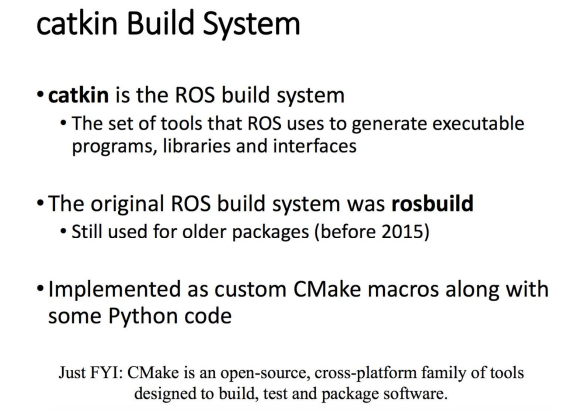 catkin Build System
• catkin is the ROS build system
• The set of tools that ROS uses to generate executable
programs, libraries and interfaces
• The original ROS build system was rosbuild
• Still used for older packages (before 2015)
• Implemented as custom CMake macros along with
some Python code
Just FYI: CMake is an open-source, cross-platform family of tools
designed to build, test and package software.